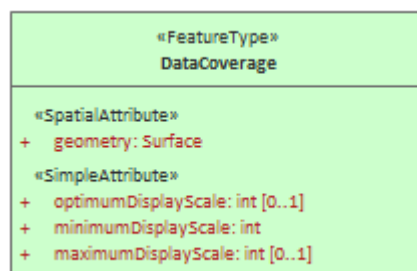 «FeatureType»
DataCoverage
«SpatialAttribute»
+ geometry: Surface
«SimpleAttribute»
+ optimumDisplayScale: int [0..1]
+ minimumDisplayScale: int
+ maximumDisplayScale: int [0..1]